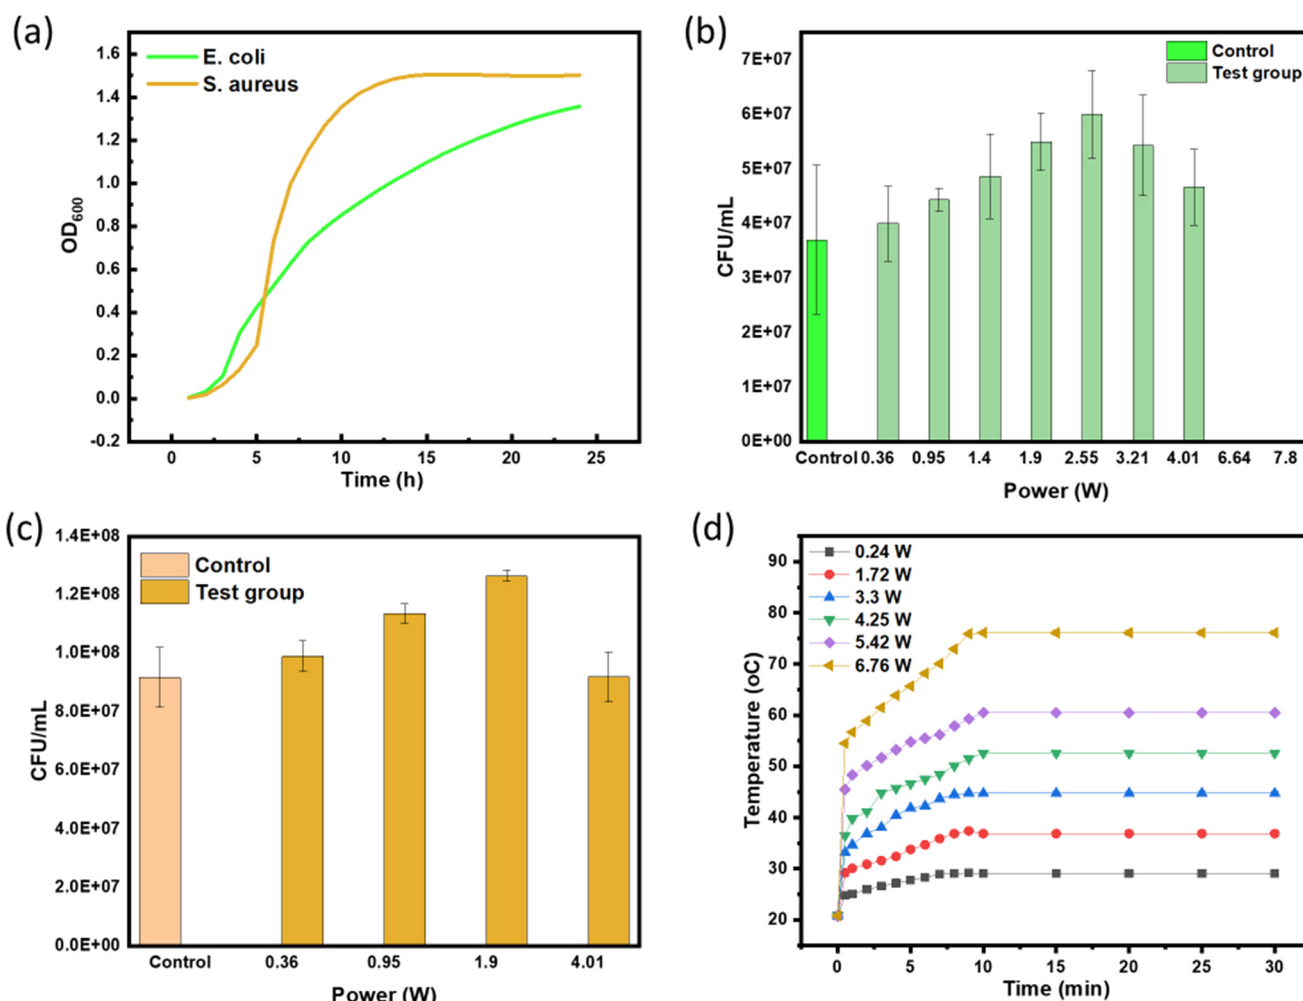 (a)
E. coli
S. aureus
1.6
1.4
1.2
1.0
0.8
0.6
0.4
0.2
0.0
-0.2
OD600
0 5 10 15 20 25
Time (h)
(b)
Control
Test group
7E+07
6E+07
5E+07
4E+07
3E+07
2E+07
1E+07
0E+00
CFU/mL
Control 0.36 0.95 1.4 1.9 2.55 3.21 4.01 6.64 7.8
Power (W)
(c)
Control
Test group
1.4E+08
1.2E+08
1.0E+08
8.0E+07
6.0E+07
4.0E+07
2.0E+07
0.0E+00
CFU/mL
Control 0.36 0.95 1.9 4.01
Power (W)
(d)
0.24 W
1.72 W
3.3 W
4.25 W
5.42 W
6.76 W
90
80
70
60
50
40
30
20
Temperature (oC)
0 5 10 15 20 25 30
Time (min)